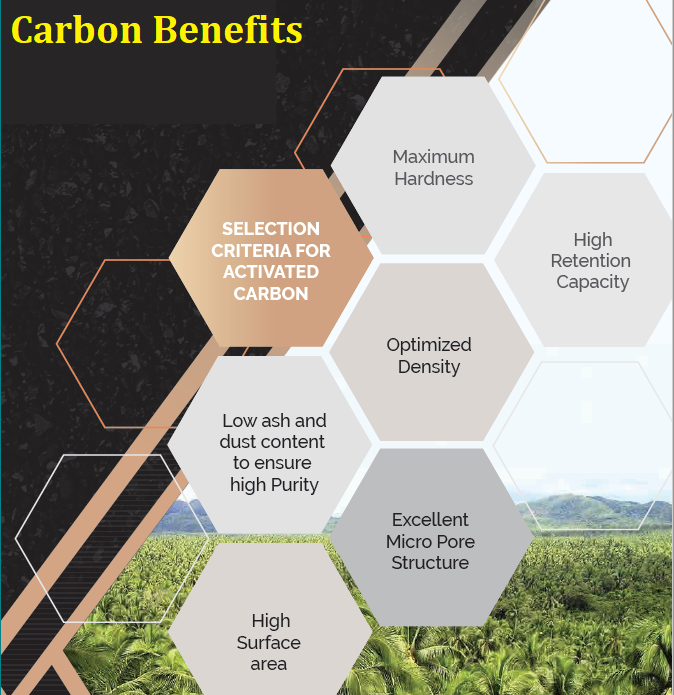 Carbon Benefits
Maximum
Hardness
SELECTION
CRITERIA FOR
ACTIVATED
CARBON
High
Retention
Capacity
Optimized
Density
Low ash and
dust content
to ensure
high Purity
Excellent
Micro Pore
Structure
High
Surface
area